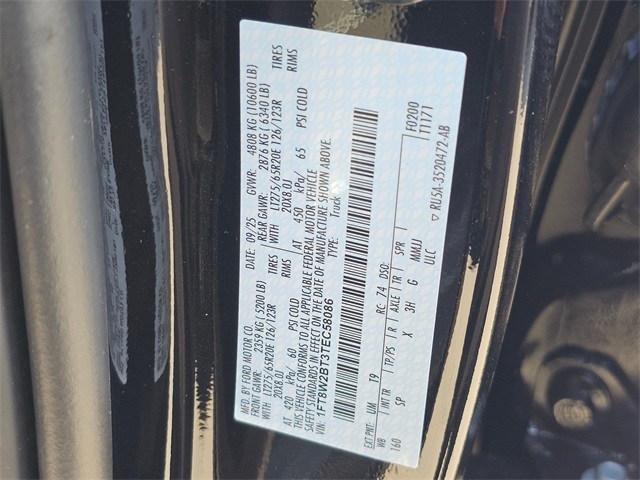 MFD. BY FORD MOTOR CO.
DATE: 09/25 GVWR: 4808 KG (10600 LB)
FRONT GAWR: 2359 KG (5200 LB) REAR GAWR: 2876 KG (6340 LB)
WITH LT275/65R20E 126/123R TIRES WITH LT275/65R20E 126/123R TIRES
20X8.0J RIMS 20X8.0J RIMS
AT 420 kPa/ 60 PSI COLD AT 450 kPa/ 65 PSI COLD
THIS VEHICLE CONFORMS TO ALL APPLICABLE FEDERAL MOTOR VEHICLE
SAFETY STANDARDS IN EFFECT ON THE DATE OF MANUFACTURE SHOWN ABOVE.
VIN: 1FT8W2BT3TEC58086 TYPE: Truck
F0200
T1171
EXT PNT: UM T9 RC: 74 DSO:
WB INT TR TP/PS R AXLE TR SPR
160 SP X 3H G MMJJ
ULC
▽ RU5A-3520472-AB